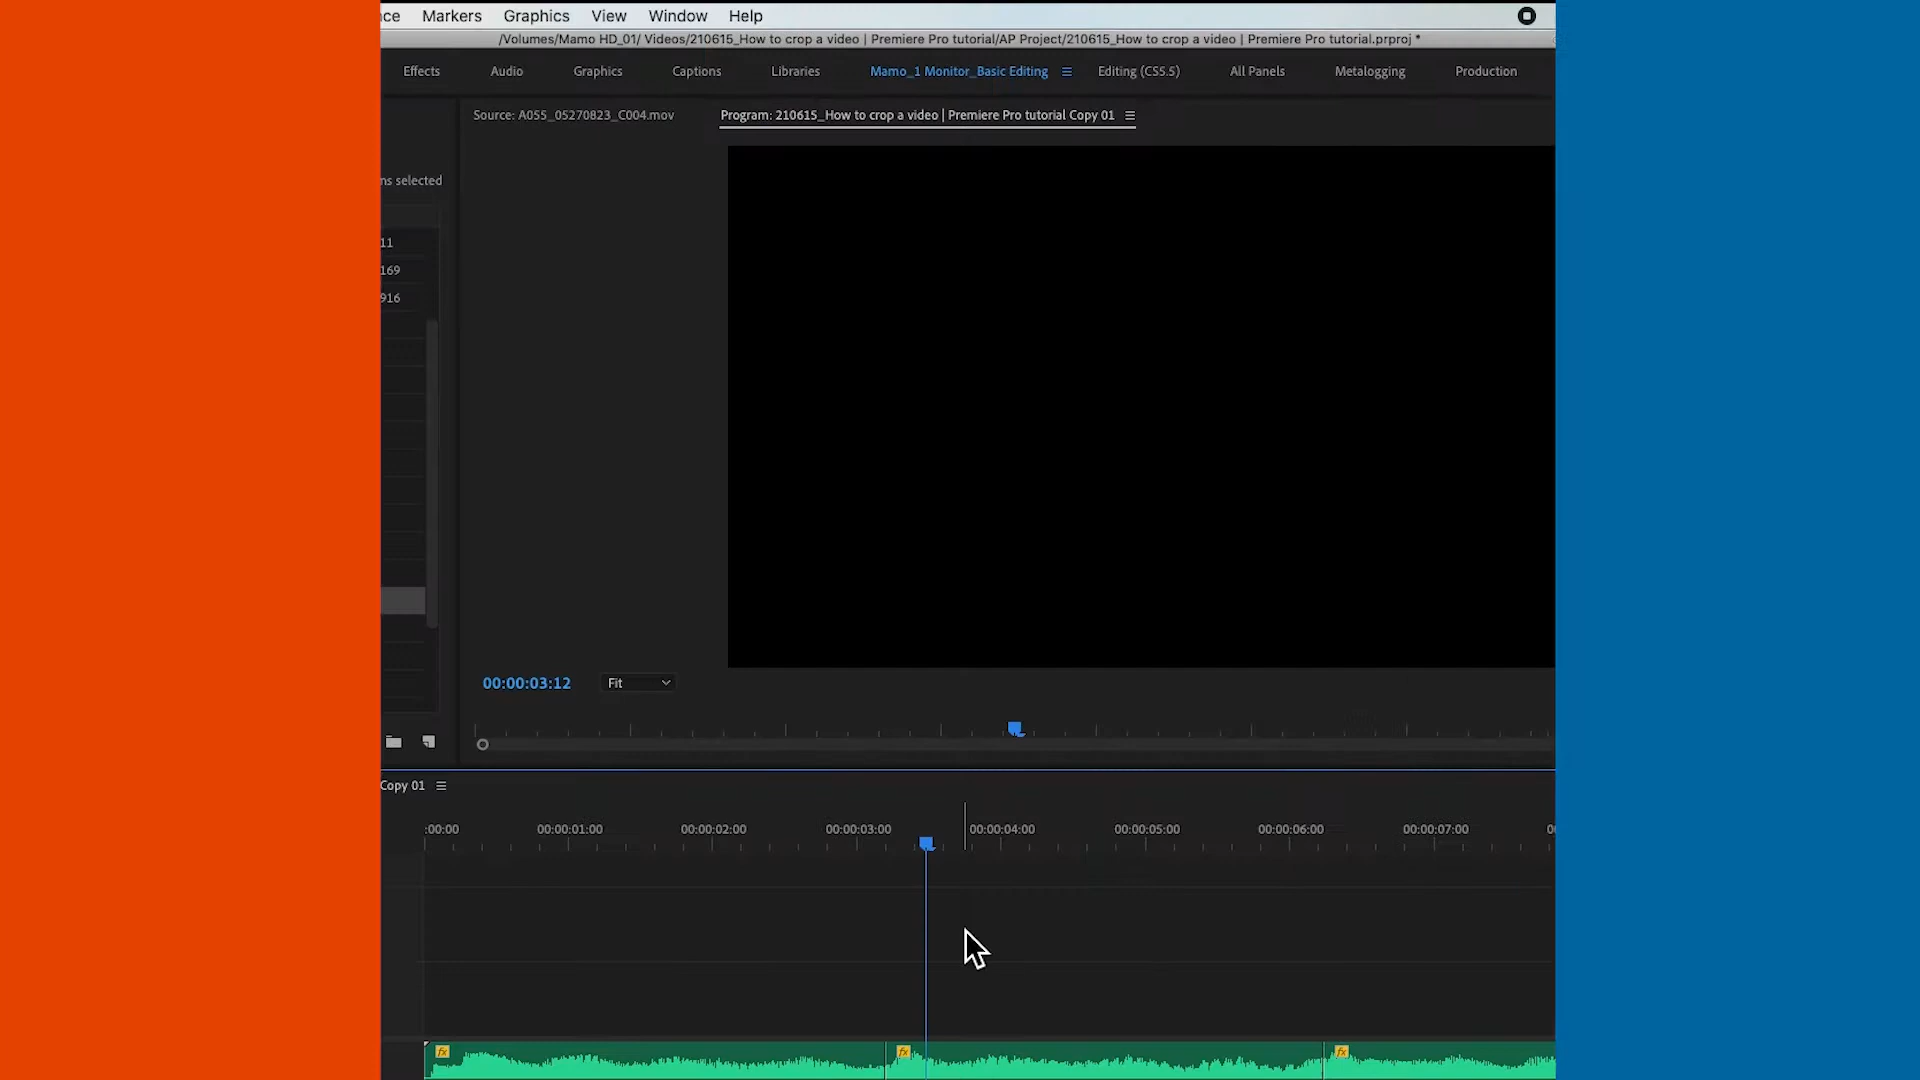 nce Markers Graphics View Window Help
/Volumes/Mamo HD_01/ Videos/210615_How to crop a video | Premiere Pro tutorial/AP Project/210615_How to crop a video | Premiere Pro tutorial.prproj *
Effects Audio Graphics Captions Libraries Mamo_1 Monitor_Basic Editing Editing (CS5.5) All Panels Metalogging Production
Source: A055_05270823_C004.mov Program: 210615_How to crop a video | Premiere Pro tutorial Copy 01
ns selected
11
169
916
00:00:03:12 Fit
Copy 01
:00:00 00:00:01:00 00:00:02:00 00:00:03:00 00:00:04:00 00:00:05:00 00:00:06:00 00:00:07:00
fx fx fx